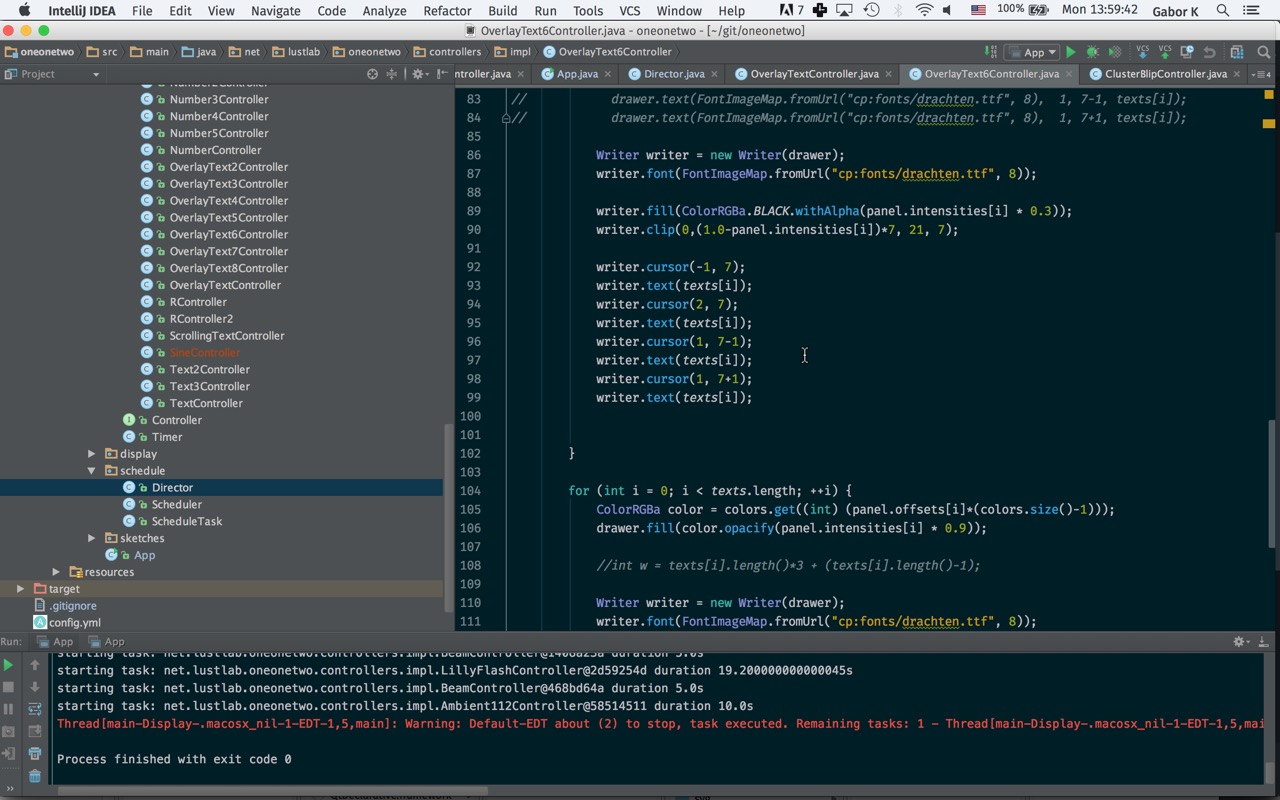 IntelliJ IDEA File Edit View Navigate Code Analyze Refactor Build Run Tools VCS Window Help 7 100% Mon 13:59:42 Gabor K
OverlayText6Controller.java - oneonetwo - [~/git/oneonetwo]
oneonetwo src main java net lustlab oneonetwo controllers impl OverlayText6Controller App VCS VCS
Project ntroller.java App.java Director.java OverlayTextController.java OverlayText6Controller.java ClusterBlipController.java 4
Number2Controller
Number3Controller
Number4Controller
Number5Controller
NumberController
OverlayText2Controller
OverlayText3Controller
OverlayText4Controller
OverlayText5Controller
OverlayText6Controller
OverlayText7Controller
OverlayText8Controller
OverlayTextController
RController
RController2
ScrollingTextController
SineController
Text2Controller
Text3Controller
TextController
Controller
Timer
display
schedule
Director
Scheduler
ScheduleTask
sketches
App
resources
target
.gitignore
config.yml
83 // drawer.text(FontImageMap.fromUrl("cp:fonts/drachten.ttf", 8), 1, 7-1, texts[i]);
84 // drawer.text(FontImageMap.fromUrl("cp:fonts/drachten.ttf", 8), 1, 7+1, texts[i]);
85
86 Writer writer = new Writer(drawer);
87 writer.font(FontImageMap.fromUrl("cp:fonts/drachten.ttf", 8));
88
89 writer.fill(ColorRGBa.BLACK.withAlpha(panel.intensities[i] * 0.3));
90 writer.clip(0,(1.0-panel.intensities[i])*7, 21, 7);
91
92 writer.cursor(-1, 7);
93 writer.text(texts[i]);
94 writer.cursor(2, 7);
95 writer.text(texts[i]);
96 writer.cursor(1, 7-1);
97 writer.text(texts[i]);
98 writer.cursor(1, 7+1);
99 writer.text(texts[i]);
100
101
102 }
103
104 for (int i = 0; i < texts.length; ++i) {
105 ColorRGBa color = colors.get((int) (panel.offsets[i]*(colors.size()-1)));
106 drawer.fill(color.opacify(panel.intensities[i] * 0.9));
107
108 //int w = texts[i].length()*3 + (texts[i].length()-1);
109
110 Writer writer = new Writer(drawer);
111 writer.font(FontImageMap.fromUrl("cp:fonts/drachten.ttf", 8));
Run: App App
starting task: net.lustlab.oneonetwo.controllers.impl.BeamController@1408a25a duration 5.0s
starting task: net.lustlab.oneonetwo.controllers.impl.LillyFlashController@2d59254d duration 19.200000000000045s
starting task: net.lustlab.oneonetwo.controllers.impl.BeamController@468bd64a duration 5.0s
starting task: net.lustlab.oneonetwo.controllers.impl.Ambient112Controller@58514511 duration 10.0s
Thread[main-Display-.macosx_nil-1-EDT-1,5,main]: Warning: Default-EDT about (2) to stop, task executed. Remaining tasks: 1 - Thread[main-Display-.macosx_nil-1-EDT-1,5,mai
Process finished with exit code 0